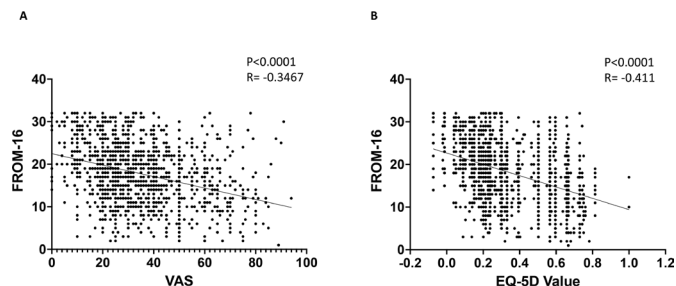 A
B
P<0.0001
R= -0.3467
P<0.0001
R= -0.411
40
30
20
10
0
FROM-16
0 20 40 60 80 100
VAS
40
30
20
10
0
FROM-16
-0.2 0.0 0.2 0.4 0.6 0.8 1.0 1.2
EQ-5D Value